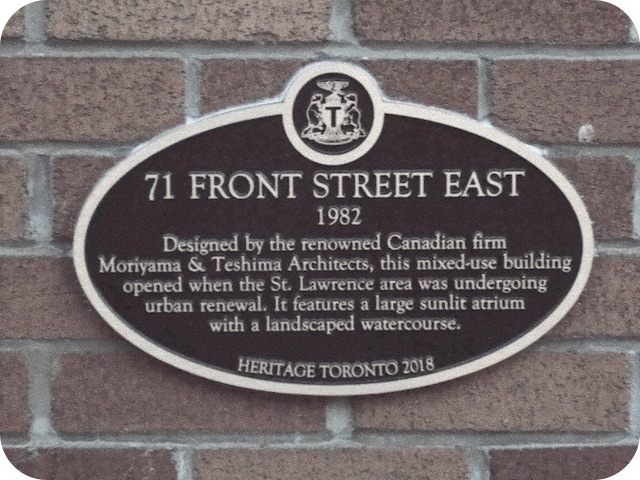 T
71 FRONT STREET EAST
1982
Designed by the renowned Canadian firm
Moriyama & Teshima Architects, this mixed-use building
opened when the St. Lawrence area was undergoing
urban renewal. It features a large sunlit atrium
with a landscaped watercourse.
HERITAGE TORONTO 2018